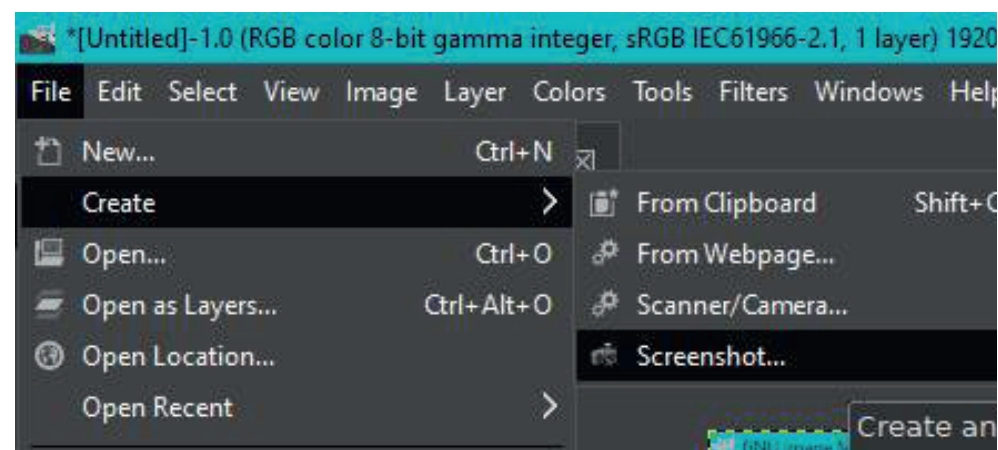 *[Untitled]-1.0 (RGB color 8-bit gamma integer, sRGB IEC61966-2.1, 1 layer) 1920
File Edit Select View Image Layer Colors Tools Filters Windows Help
New... Ctrl+N
Create
From Clipboard Shift+C
Open... Ctrl+O
From Webpage...
Open as Layers... Ctrl+Alt+O
Scanner/Camera...
Open Location...
Screenshot...
Open Recent
Create an